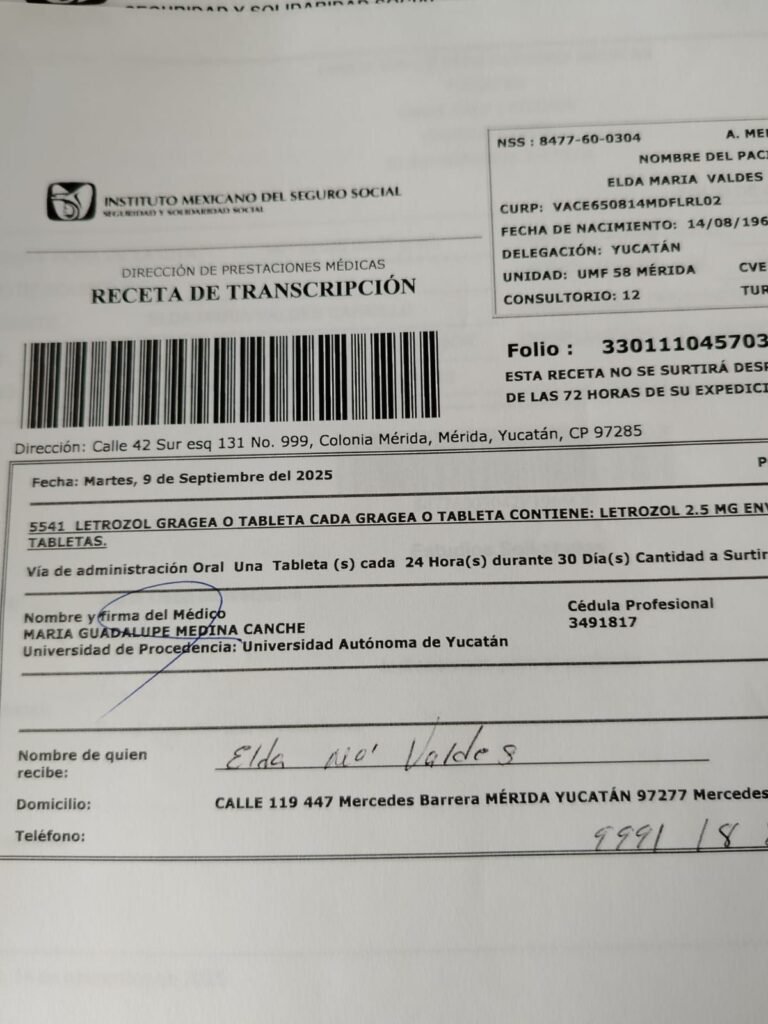 SEGURIDAD Y SOLIDARIDAD SOCIAL
NSS : 8477-60-0304 A. ME
NOMBRE DEL PACI
ELDA MARIA VALDES
CURP: VACE650814MDFLRL02
FECHA DE NACIMIENTO: 14/08/196
DELEGACIÓN: YUCATÁN
UNIDAD: UMF 58 MÉRIDA CVE
CONSULTORIO: 12 TUR
INSTITUTO MEXICANO DEL SEGURO SOCIAL
SEGURIDAD Y SOLIDARIDAD SOCIAL
DIRECCIÓN DE PRESTACIONES MÉDICAS
RECETA DE TRANSCRIPCIÓN
Folio : 330111045703
ESTA RECETA NO SE SURTIRÁ DESP
DE LAS 72 HORAS DE SU EXPEDICI
Dirección: Calle 42 Sur esq 131 No. 999, Colonia Mérida, Mérida, Yucatán, CP 97285
Fecha: Martes, 9 de Septiembre del 2025 P
5541 LETROZOL GRAGEA O TABLETA CADA GRAGEA O TABLETA CONTIENE: LETROZOL 2.5 MG ENV
TABLETAS.
Vía de administración Oral Una Tableta (s) cada 24 Hora(s) durante 30 Día(s) Cantidad a Surtir
Nombre y firma del Médico
MARIA GUADALUPE MEDINA CANCHE
Universidad de Procedencia: Universidad Autónoma de Yucatán
Cédula Profesional
3491817
Nombre de quien
recibe:
Elda Valdes
Domicilio: CALLE 119 447 Mercedes Barrera MÉRIDA YUCATÁN 97277 Mercedes
Teléfono: 9991 18